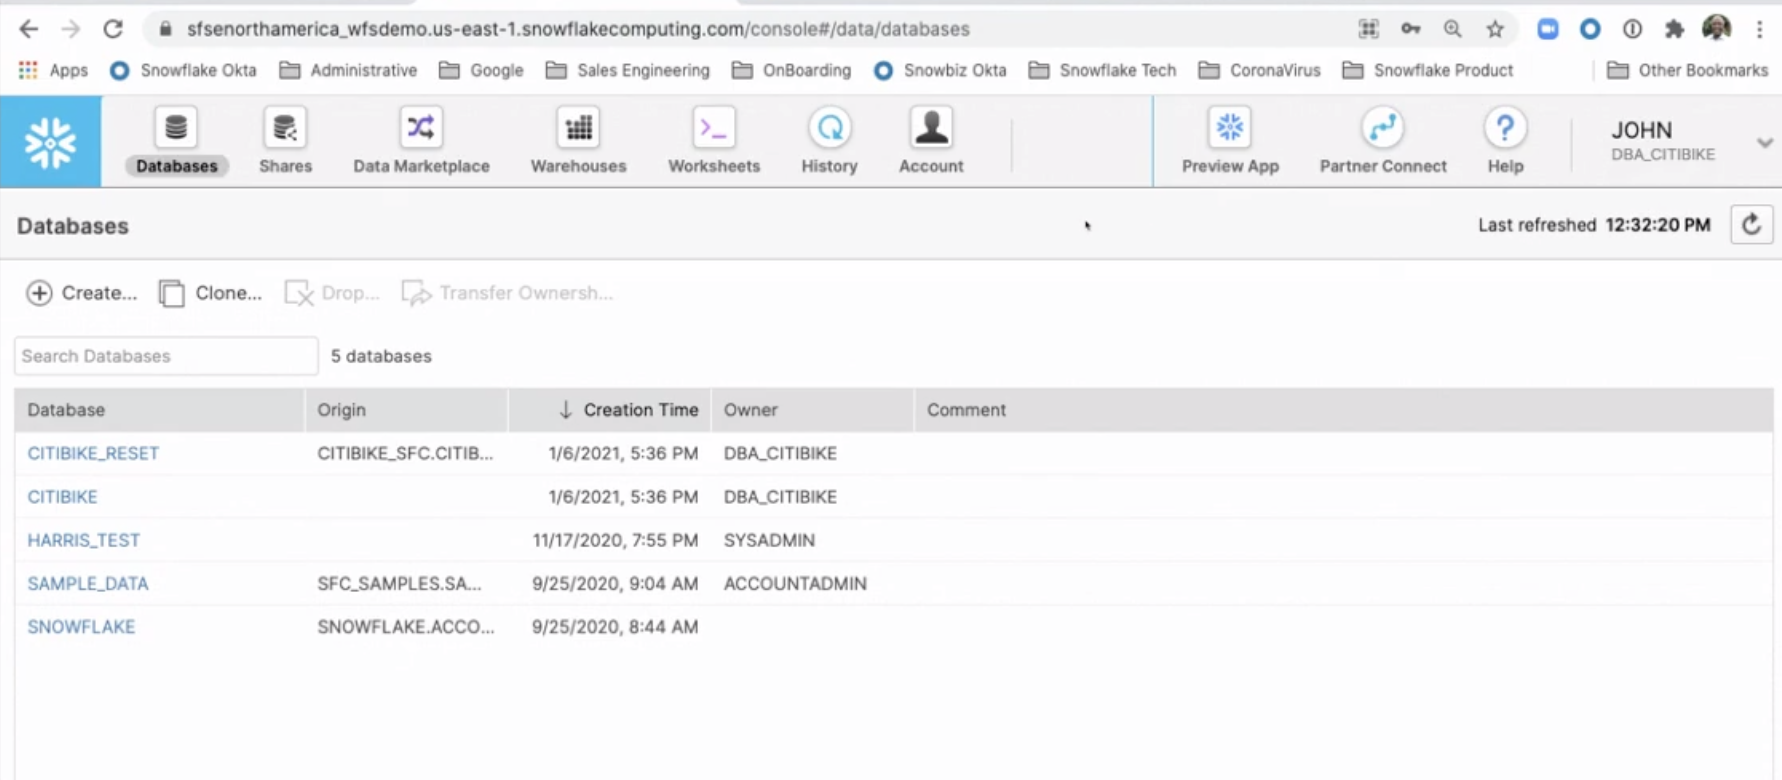 sfsenorthamerica_wfsdemo.us-east-1.snowflakecomputing.com/console#/data/databases
Apps Snowflake Okta Administrative Google Sales Engineering OnBoarding Snowbiz Okta Snowflake Tech CoronaVirus Snowflake Product Other Bookmarks
Databases Shares Data Marketplace Warehouses Worksheets History Account Preview App Partner Connect Help
JOHN
DBA_CITIBIKE
Databases Last refreshed 12:32:20 PM
Create... Clone... Drop... Transfer Ownersh...
Search Databases 5 databases
Database Origin Creation Time Owner Comment
CITIBIKE_RESET CITIBIKE_SFC.CITIB... 1/6/2021, 5:36 PM DBA_CITIBIKE
CITIBIKE 1/6/2021, 5:36 PM DBA_CITIBIKE
HARRIS_TEST 11/17/2020, 7:55 PM SYSADMIN
SAMPLE_DATA SFC_SAMPLES.SA... 9/25/2020, 9:04 AM ACCOUNTADMIN
SNOWFLAKE SNOWFLAKE.ACCO... 9/25/2020, 8:44 AM